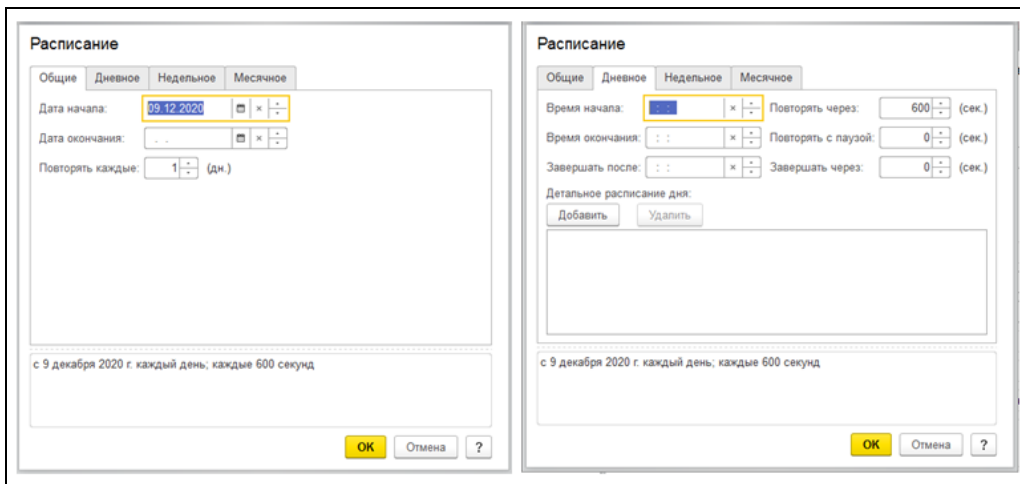 Расписание
Общие Дневное Недельное Месячное
Дата начала: 09.12.2020
Дата окончания: . .
Повторять каждые: 1 (дн.)
с 9 декабря 2020 г. каждый день; каждые 600 секунд
ОК Отмена ?
Расписание
Общие Дневное Недельное Месячное
Время начала: : : Повторять через: 600 (сек.)
Время окончания: : : Повторять с паузой: 0 (сек.)
Завершать после: : : Завершать через: 0 (сек.)
Детальное расписание дня:
Добавить Удалить
с 9 декабря 2020 г. каждый день; каждые 600 секунд
ОК Отмена ?